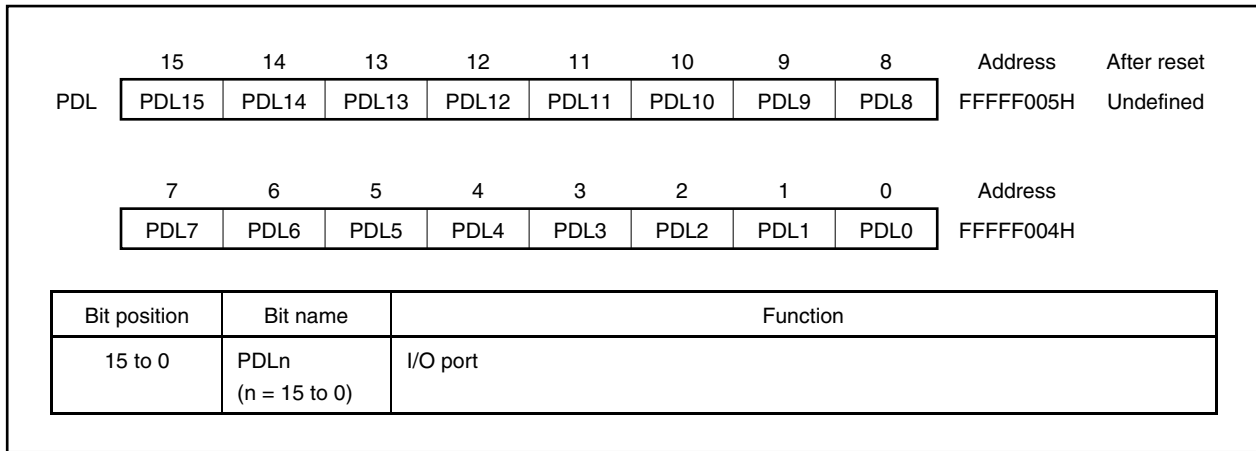 15 14 13 12 11 10 9 8 Address After reset
PDL PDL15 PDL14 PDL13 PDL12 PDL11 PDL10 PDL9 PDL8 FFFFF005H Undefined
7 6 5 4 3 2 1 0 Address
PDL7 PDL6 PDL5 PDL4 PDL3 PDL2 PDL1 PDL0 FFFFF004H
Bit position Bit name Function
15 to 0 PDLn I/O port
(n = 15 to 0)